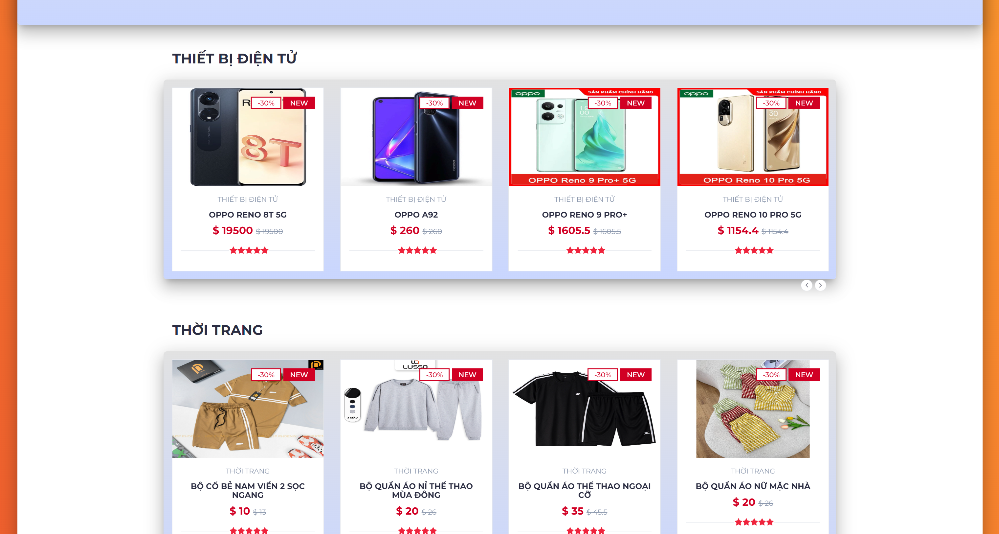 THIẾT BỊ ĐIỆN TỬ
-30% NEW
8T
THIẾT BỊ ĐIỆN TỬ
OPPO RENO 8T 5G
$ 19500 $ 19500
-30% NEW
oppo
THIẾT BỊ ĐIỆN TỬ
OPPO A92
$ 260 $ 260
oppo
SẢN PHẨM CHÍNH HÃNG
-30% NEW
OPPO Reno 9 Pro+ 5G
THIẾT BỊ ĐIỆN TỬ
OPPO RENO 9 PRO+
$ 1605.5 $ 1605.5
oppo
SẢN PHẨM CHÍNH HÃNG
-30% NEW
30
OPPO Reno 10 Pro 5G
THIẾT BỊ ĐIỆN TỬ
OPPO RENO 10 PRO 5G
$ 1154.4 $ 1154.4
THỜI TRANG
-30% NEW
THỜI TRANG
BỘ CỔ BẺ NAM VIỀN 2 SỌC
NGANG
$ 10 $ 13
LUSSO
-30% NEW
3 MÀU
THỜI TRANG
BỘ QUẦN ÁO NỈ THỂ THAO
MÙA ĐÔNG
$ 20 $ 26
-30% NEW
THỜI TRANG
BỘ QUẦN ÁO THỂ THAO NGOẠI
CỠ
$ 35 $ 45.5
-30% NEW
THỜI TRANG
BỘ QUẦN ÁO NỮ MẶC NHÀ
$ 20 $ 26